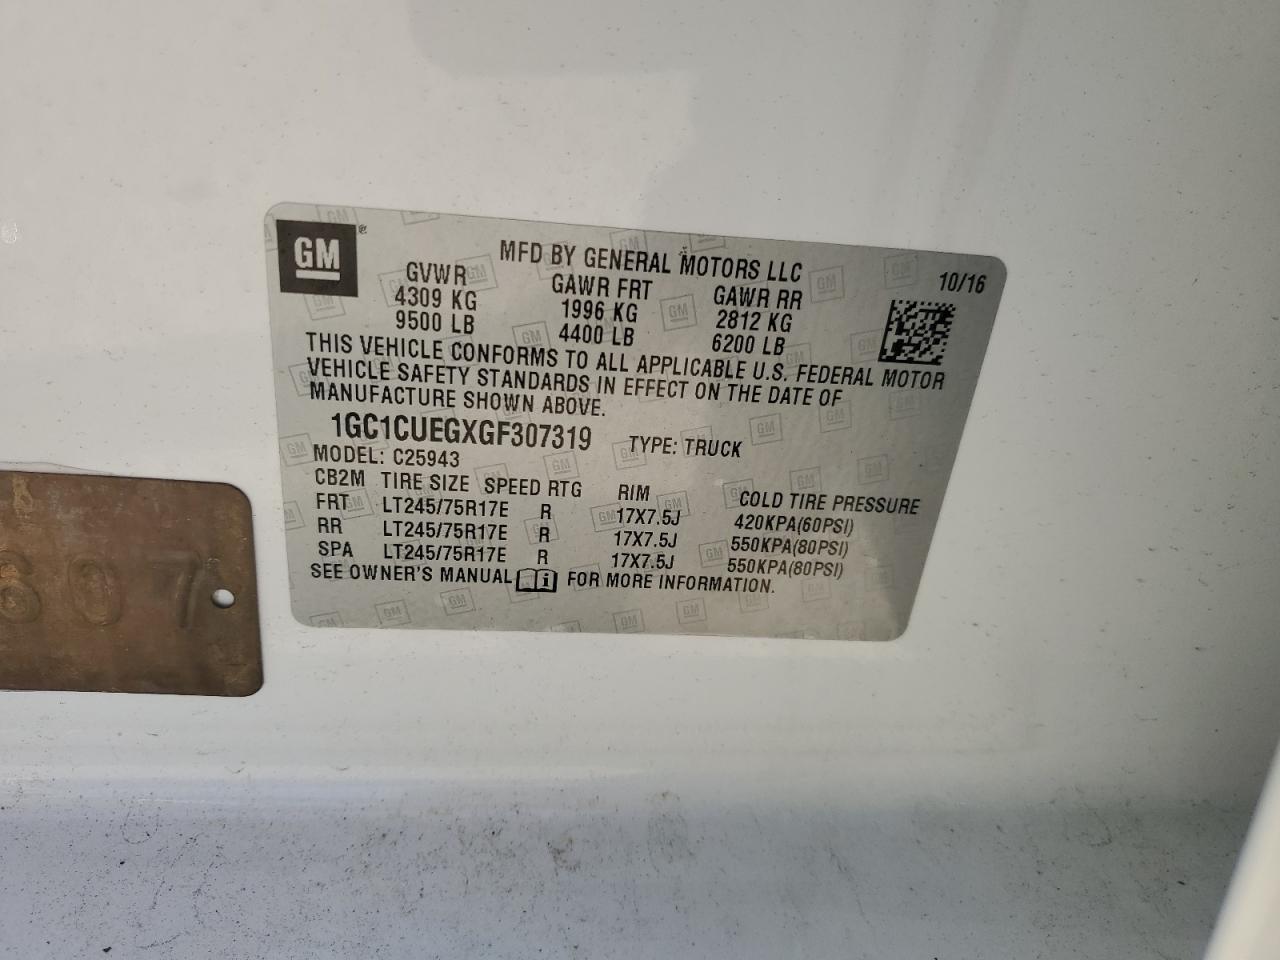 GM
MFD BY GENERAL MOTORS LLC 10/16
GVWR GAWR FRT GAWR RR
4309 KG 1996 KG 2812 KG
9500 LB 4400 LB 6200 LB
THIS VEHICLE CONFORMS TO ALL APPLICABLE U.S. FEDERAL MOTOR
VEHICLE SAFETY STANDARDS IN EFFECT ON THE DATE OF
MANUFACTURE SHOWN ABOVE.
1GC1CUEGXGF307319 TYPE: TRUCK
MODEL: C25943
CB2M TIRE SIZE SPEED RTG RIM COLD TIRE PRESSURE
FRT LT245/75R17E R 17X7.5J 420KPA(60PSI)
RR LT245/75R17E R 17X7.5J 550KPA(80PSI)
SPA LT245/75R17E R 17X7.5J 550KPA(80PSI)
SEE OWNER'S MANUAL FOR MORE INFORMATION.
807